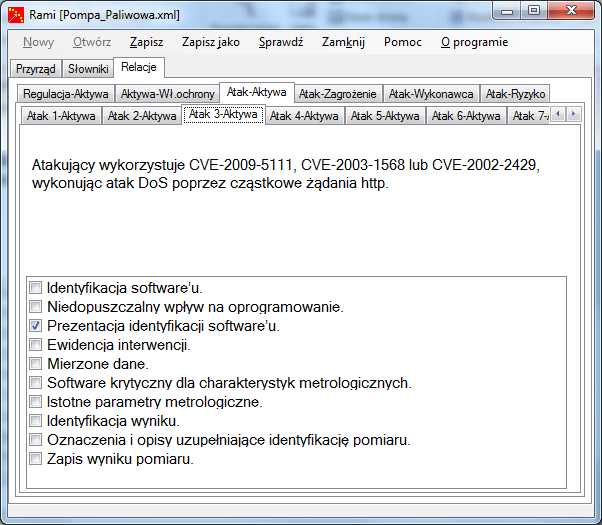 Rami [Pompa_Paliwowa.xml]
Nowy Otwórz Zapisz Zapisz jako Sprawdź Zamknij Pomoc O programie
Przyrząd Słowniki Relacje
Regulacja-Aktywa Aktywa-Wł.ochrony Atak-Aktywa Atak-Zagrożenie Atak-Wykonawca Atak-Ryzyko
Atak 1-Aktywa Atak 2-Aktywa Atak 3-Aktywa Atak 4-Aktywa Atak 5-Aktywa Atak 6-Aktywa Atak 7-
Atakujący wykorzystuje CVE-2009-5111, CVE-2003-1568 lub CVE-2002-2429,
wykonując atak DoS poprzez cząstkowe żądania http.
Identyfikacja software'u.
Niedopuszczalny wpływ na oprogramowanie.
Prezentacja identyfikacji software'u.
Ewidencja interwencji.
Mierzone dane.
Software krytyczny dla charakterystyk metrologicznych.
Istotne parametry metrologiczne.
Identyfikacja wyniku.
Oznaczenia i opisy uzupełniające identyfikację pomiaru.
Zapis wyniku pomiaru.